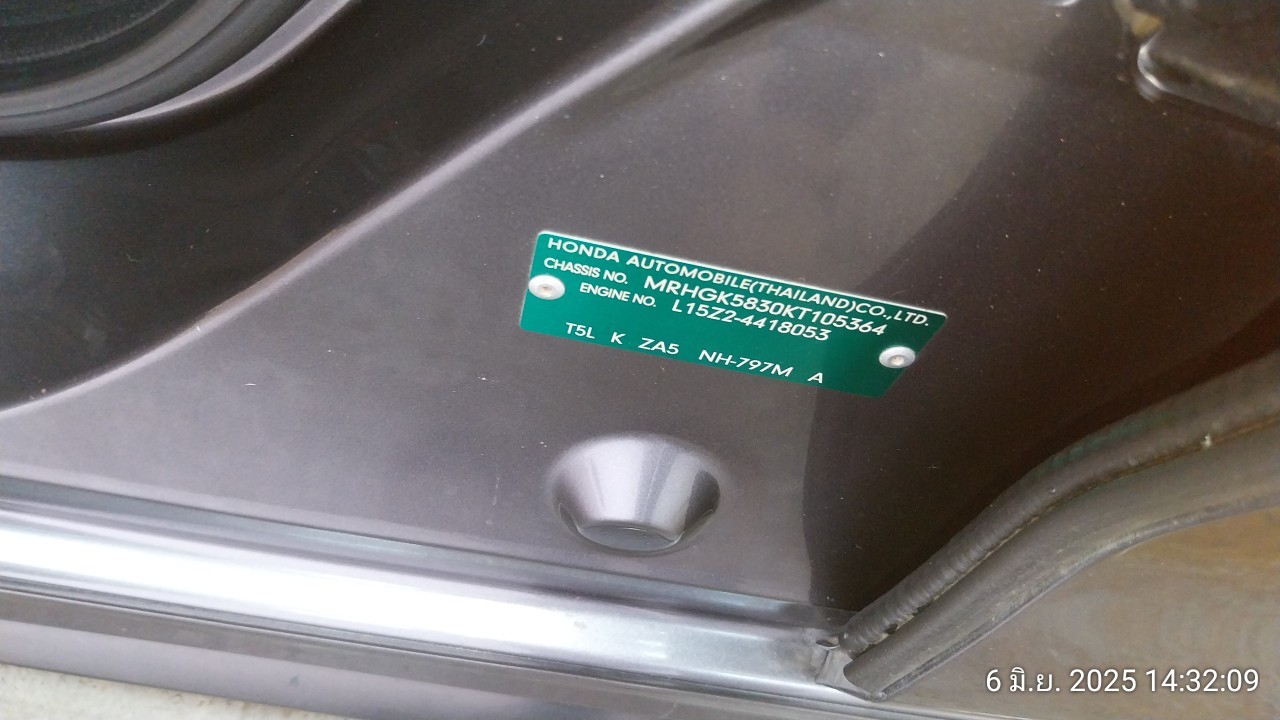 HONDA AUTOMOBILE(THAILAND)CO.,LTD.
CHASSIS NO. MRHGK5830KT105364
ENGINE NO. L15Z2-4418053
T5L K ZA5 NH-797M A
6 มิ.ย. 2025 14:32:09